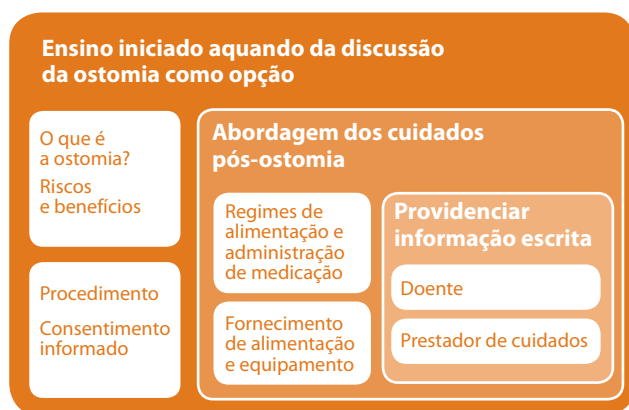 Ensino iniciado aquando da discussão
da ostomia como opção
O que é
a ostomia?
Riscos
e benefícios
Procedimento
Consentimento
informado
Abordagem dos cuidados
pós-ostomia
Regimes de
alimentação e
administração
de medicação
Fornecimento
de alimentação
e equipamento
Providenciar
informação escrita
Doente
Prestador de cuidados